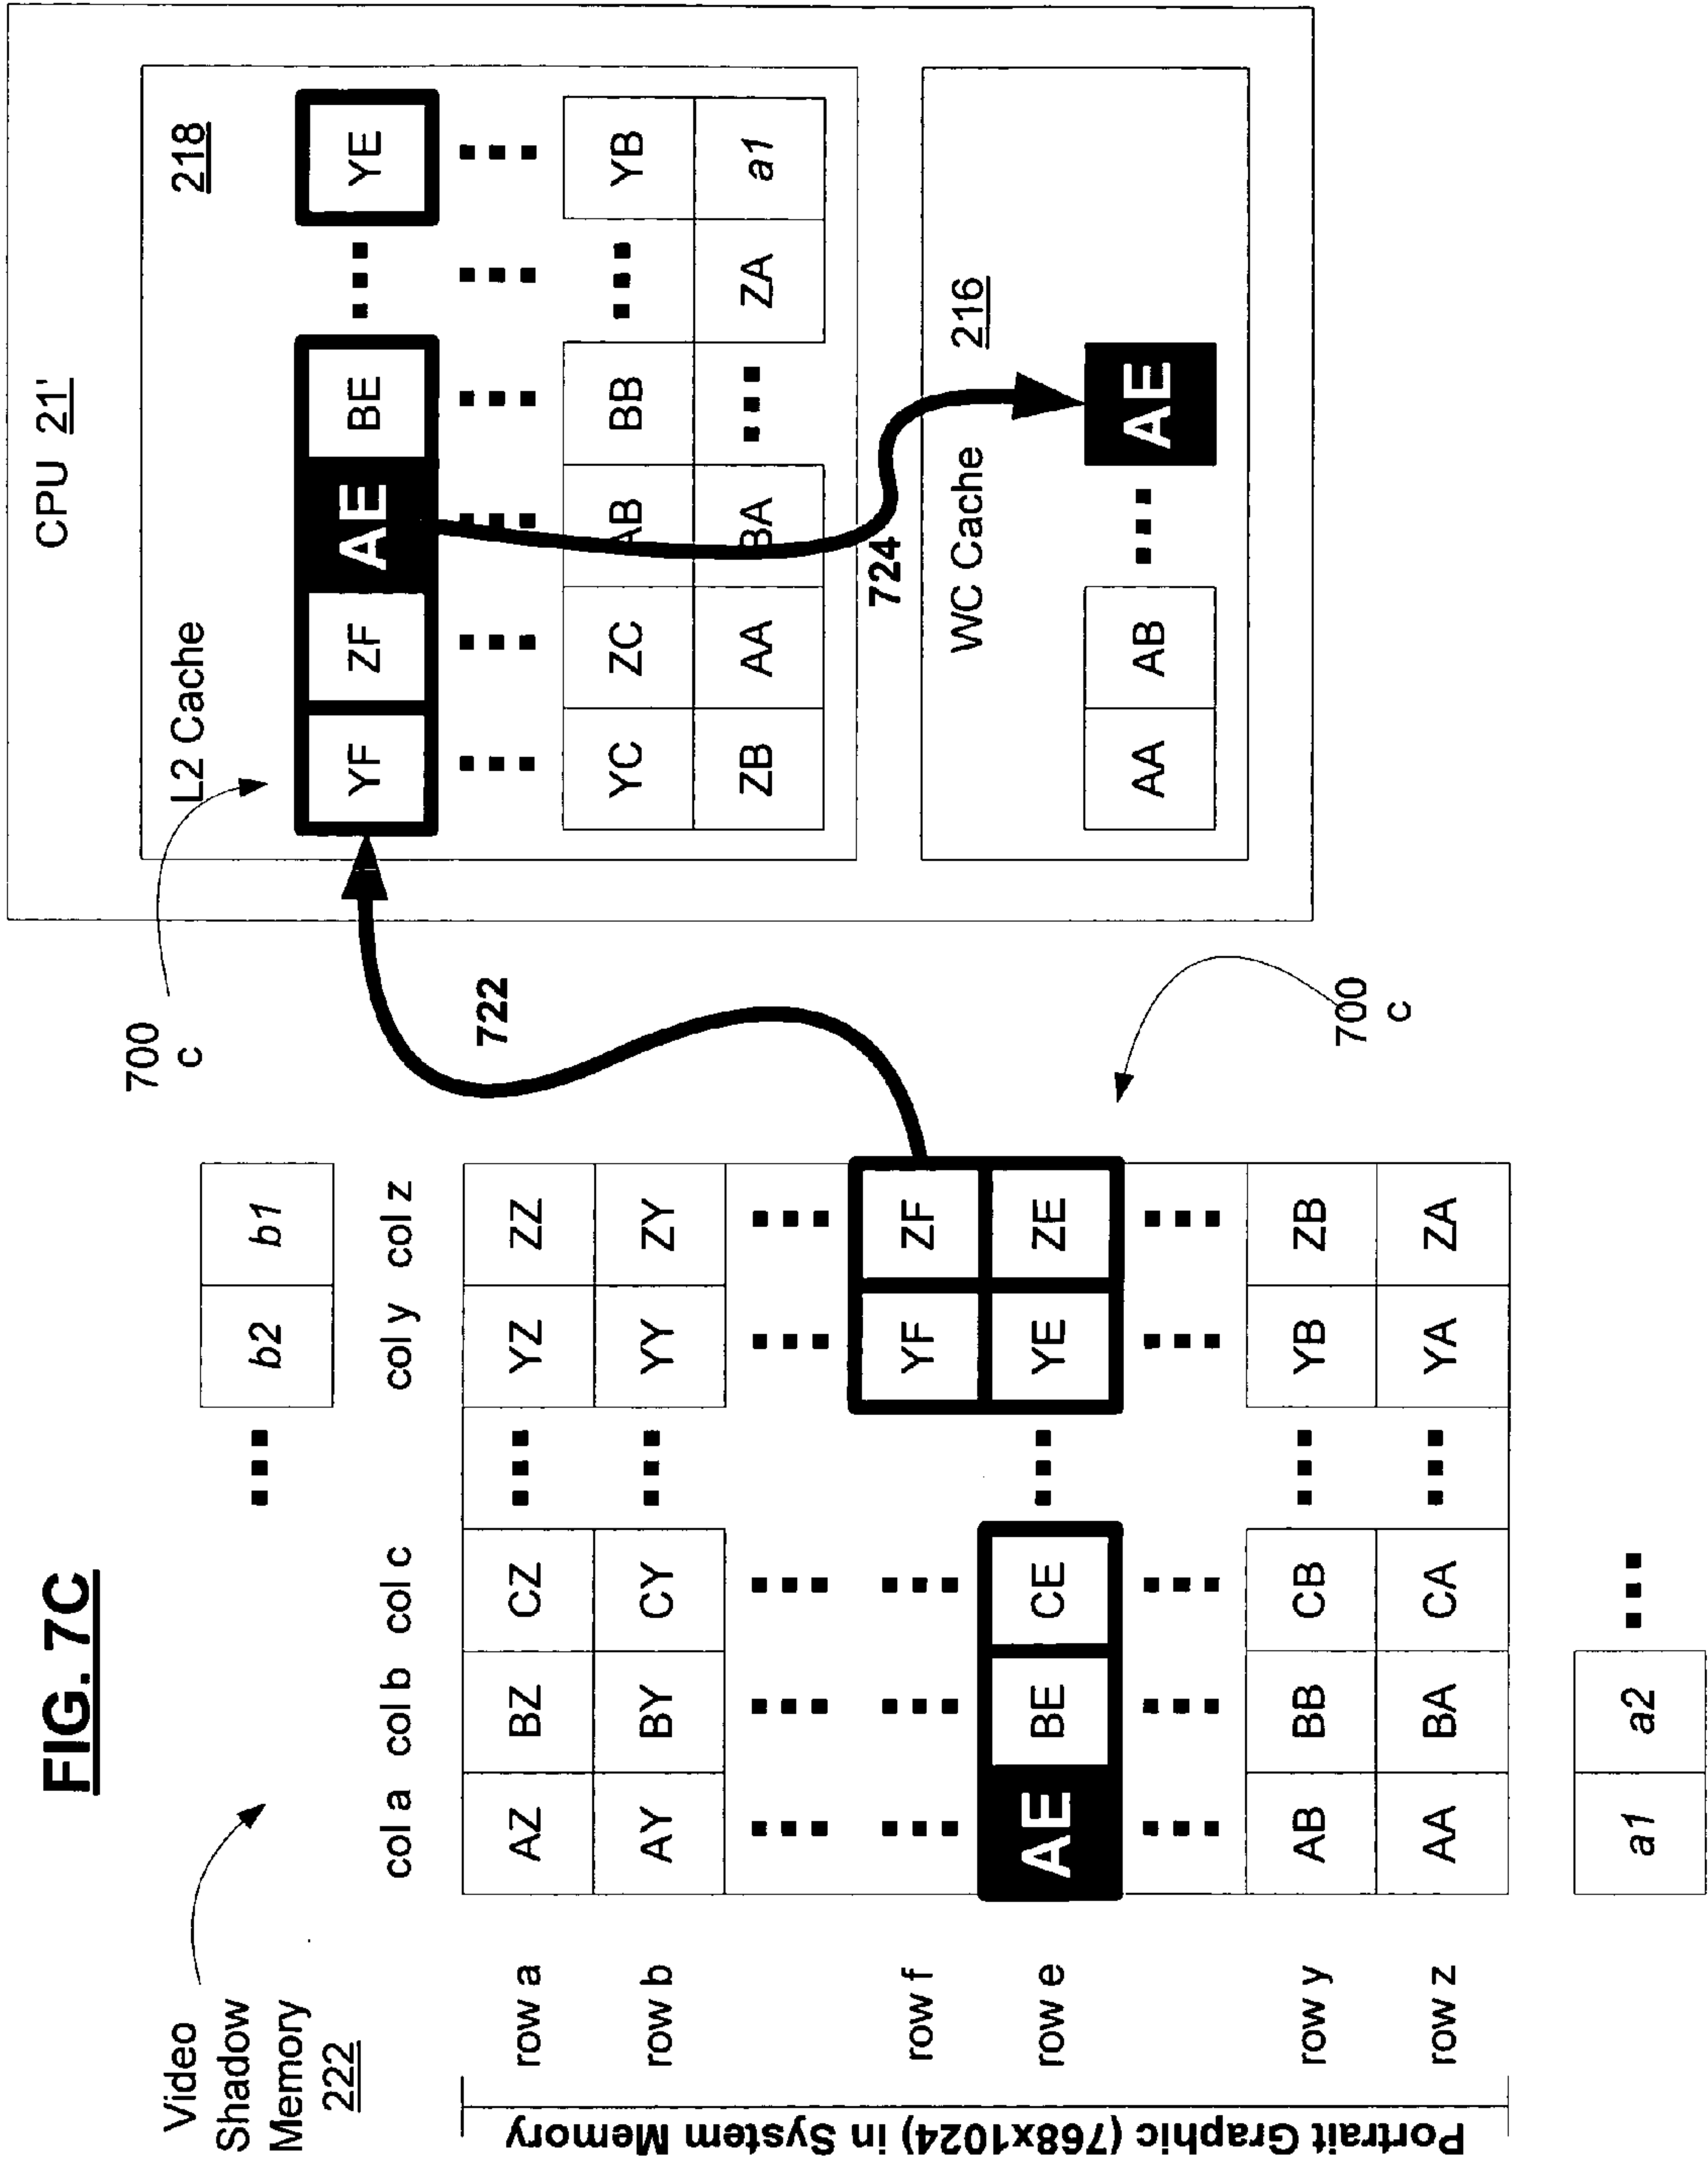 FIG. 7C
Video
Shadow
Memory
222
b2 b1
col a col b col c col y col z
row a AZ BZ CZ YZ ZZ
row b AY BY CY YY ZY
row f YF ZF
row e AE BE CE YE ZE
row y AB BB CB YB ZB
row z AA BA CA YA ZA
a1 a2
Portrait Graphic (768x1024) in System Memory
700
c
722
700
c
CPU 21'
L2 Cache 218
YF ZF AE BE YE
YC ZC AB BB YB
ZB AA BA ZA a1
724
WC Cache 216
AA AB AE